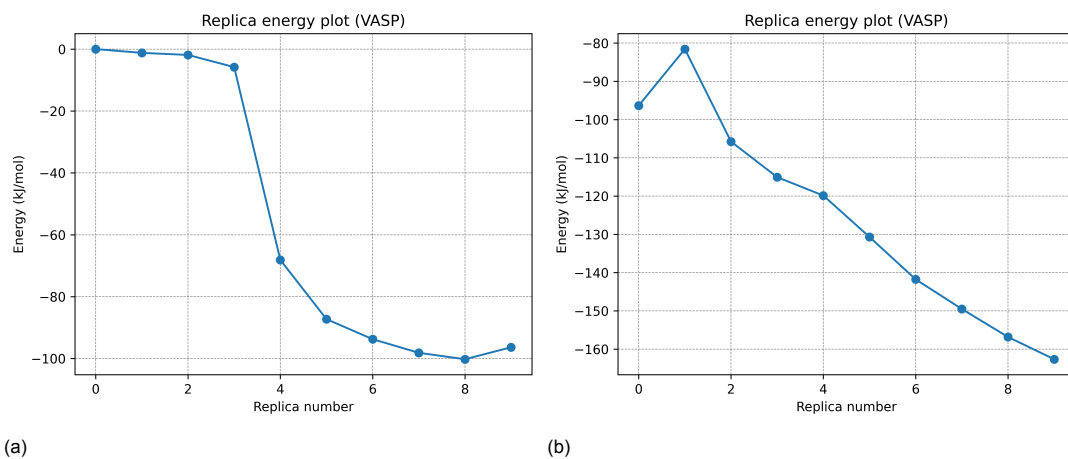 Replica energy plot (VASP)
Energy (kJ/mol)
0
−20
−40
−60
−80
−100
0 2 4 6 8
Replica number
(a)
Replica energy plot (VASP)
Energy (kJ/mol)
−80
−90
−100
−110
−120
−130
−140
−150
−160
0 2 4 6 8
Replica number
(b)